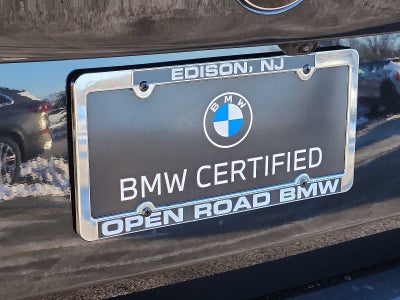 EDISON, NJ
BMW
BMW CERTIFIED
OPEN ROAD BMW